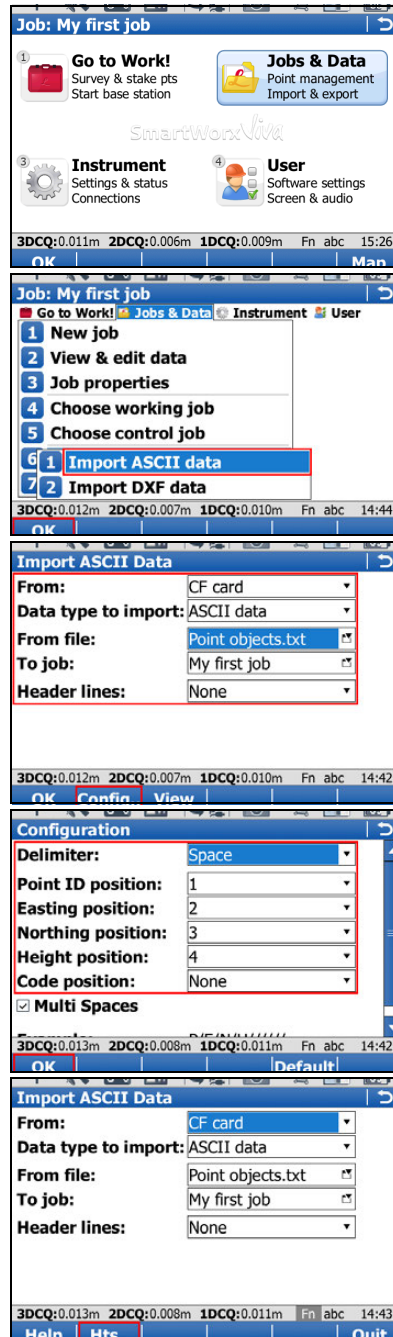 Job: My first job
1 Go to Work!
Survey & stake pts
Start base station
Jobs & Data
Point management
Import & export
SmartWorx Viva
3 Instrument
Settings & status
Connections
4 User
Software settings
Screen & audio
3DCQ:0.011m 2DCQ:0.006m 1DCQ:0.009m Fn abc 15:26
OK Map
Job: My first job
Go to Work! Jobs & Data Instrument User
1 New job
2 View & edit data
3 Job properties
4 Choose working job
5 Choose control job
6 1 Import ASCII data
7 2 Import DXF data
3DCQ:0.012m 2DCQ:0.007m 1DCQ:0.010m Fn abc 14:44
OK
Import ASCII Data
From: CF card
Data type to import: ASCII data
From file: Point objects.txt
To job: My first job
Header lines: None
3DCQ:0.012m 2DCQ:0.007m 1DCQ:0.010m Fn abc 14:42
OK Config.. View
Configuration
Delimiter: Space
Point ID position: 1
Easting position: 2
Northing position: 3
Height position: 4
Code position: None
Multi Spaces
3DCQ:0.013m 2DCQ:0.008m 1DCQ:0.011m Fn abc 14:42
OK Default
Import ASCII Data
From: CF card
Data type to import: ASCII data
From file: Point objects.txt
To job: My first job
Header lines: None
3DCQ:0.013m 2DCQ:0.008m 1DCQ:0.011m Fn abc 14:43
Help Hts.. Quit